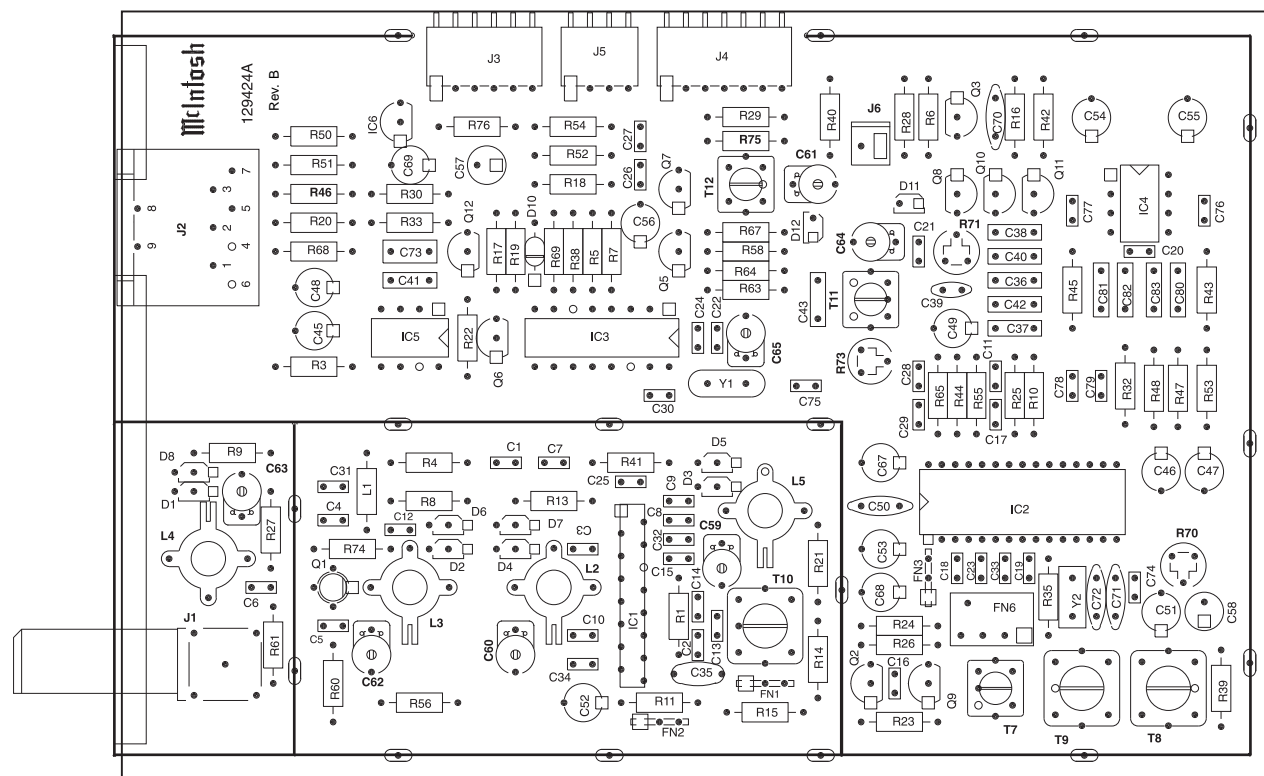 McIntosh
129424A
Rev. B
J3
J5
J4
IC6
C69
R76
C57
R54
R52
R18
C27
C26
Q7
R29
R75
T12
C61
R40
J6
R28
R6
Q3
C70
R16
R42
C54
C55
R50
R51
R46
R20
R68
R30
R33
C73
C41
Q12
R17
R19
D10
R69
R38
R5
R7
C56
Q5
R67
R58
R64
R63
D12
C43
C64
T11
D11
C21
Q8
Q10
Q11
R71
C38
C40
C36
C42
C37
C39
C49
C77
IC4
C76
C20
R45
C81
C82
C83
C80
R43
J2
8
9
7
3
5
2
4
1
6
C48
C45
R3
IC5
R22
Q6
IC3
C24
C22
C65
Y1
C30
C75
R73
C28
C29
R65
R44
R55
C11
C17
R25
R10
C78
C79
R32
R48
R47
R53
R9
D8
D1
C63
L4
R27
C6
J1
R61
C31
C4
L1
R4
R8
C12
R74
Q1
C5
R60
C62
L3
R56
D6
D2
C1
C7
R13
D7
D4
C3
L2
C60
C10
C34
C52
R41
C25
IC1
D5
D3
C9
C8
C32
C15
C59
L5
R1
C14
C2
C13
C35
T10
R21
R14
R11
FN1
FN2
R15
C67
C50
C53
C68
IC2
C46
C47
FN3
C18
C23
C33
C19
FN6
R35
Y2
C72
C71
C74
R70
C51
C58
R24
R26
Q2
C16
Q9
R23
T7
T9
T8
R39